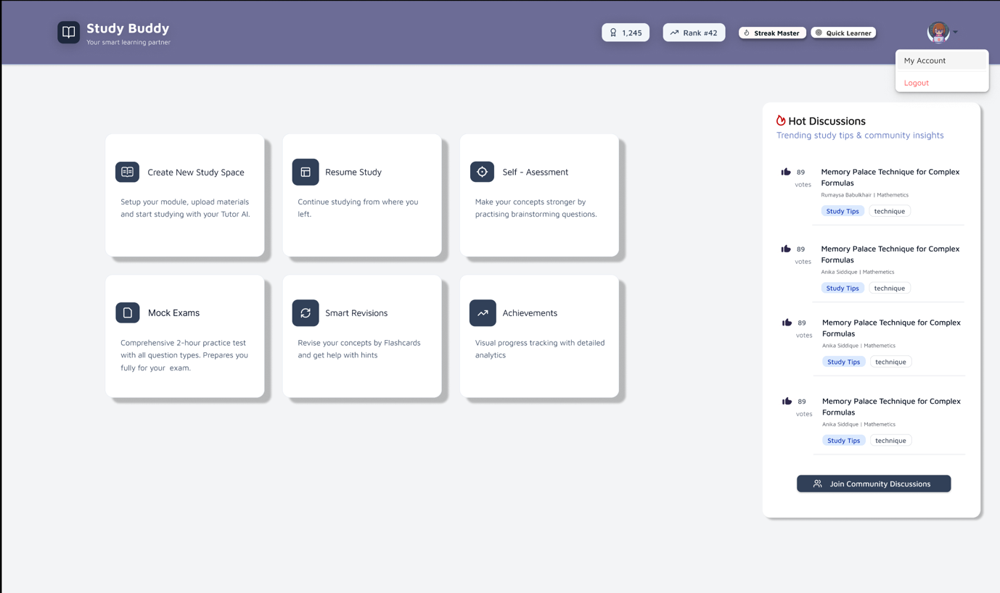 Study Buddy
Your smart learning partner
1,245
Rank #42
Streak Master
Quick Learner
My Account
Logout
Create New Study Space
Setup your module, upload materials
and start studying with your Tutor AI.
Resume Study
Continue studying from where you
left.
Self - Asessment
Make your concepts stronger by
practising brainstorming questions.
Mock Exams
Comprehensive 2-hour practice test
with all question types. Prepares you
fully for your  exam.
Smart Revisions
Revise your concepts by Flashcards
and get help with hints
Achievements
Visual progress tracking with detailed
analytics
Hot Discussions
Trending study tips & community insights
89
votes
Memory Palace Technique for Complex
Formulas
Rumaysa Babulkhair | Mathemetics
Study Tips
technique
89
votes
Memory Palace Technique for Complex
Formulas
Anika Siddique | Mathemetics
Study Tips
technique
89
votes
Memory Palace Technique for Complex
Formulas
Anika Siddique | Mathemetics
Study Tips
technique
89
votes
Memory Palace Technique for Complex
Formulas
Anika Siddique | Mathemetics
Study Tips
technique
Join Community Discussions